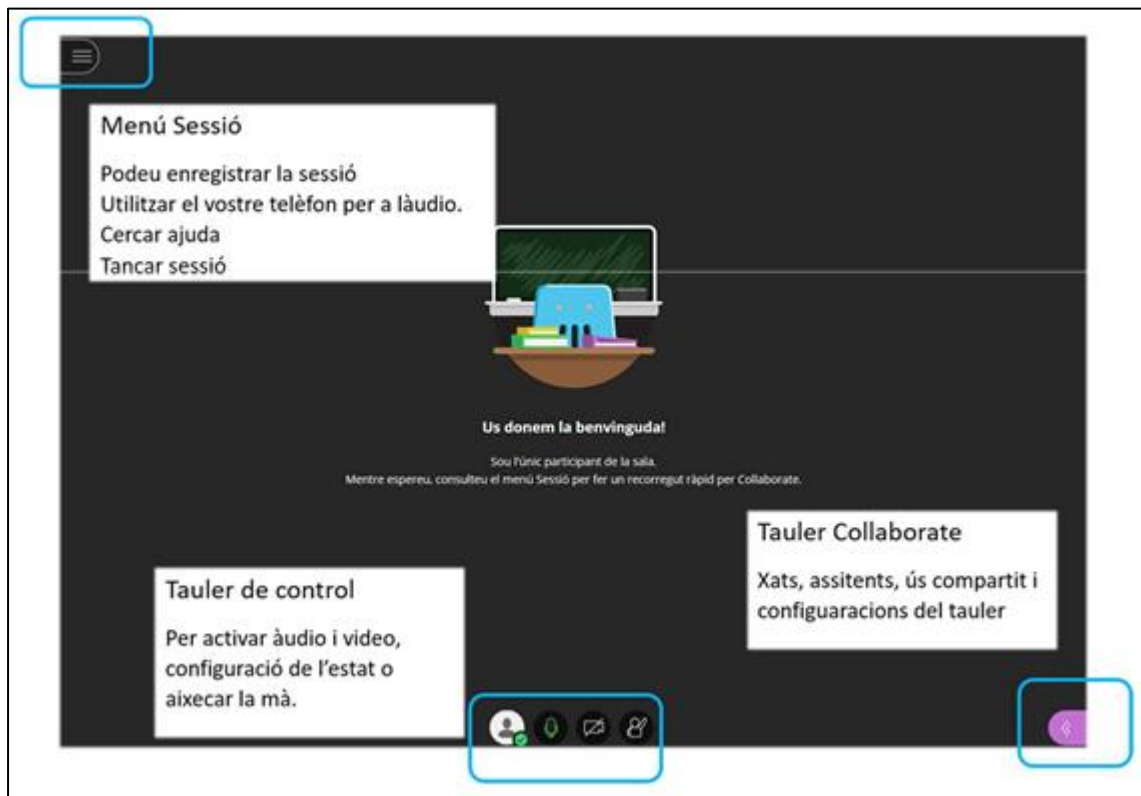 Menú Sessió
Podeu enregistrar la sessió
Utilitzar el vostre telèfon per a làudio.
Cercar ajuda
Tancar sessió
Us donem la benvinguda!
Sou l'únic participant de la sala.
Mentre espereu, consulteu el menú Sessió per fer un recorregut ràpid per Collaborate.
Tauler Collaborate
Xats, assitents, ús compartit i
configuaracions del tauler
Tauler de control
Per activar àudio i video,
configuració de l'estat o
aixecar la mà.